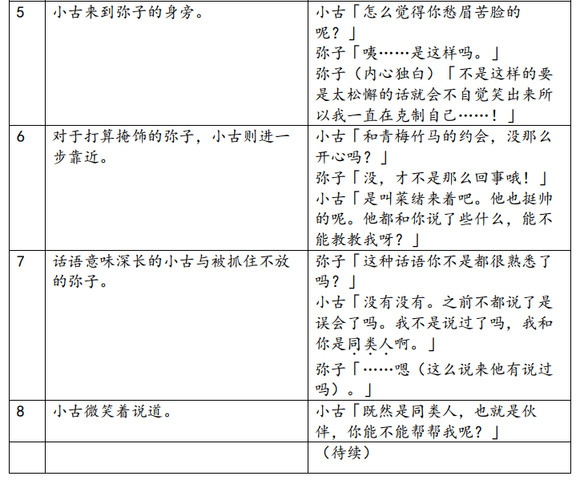 5
小古来到弥子的身旁。
小古「怎么觉得你愁眉苦脸的
呢？」
弥子「咦……是这样吗。」
弥子（内心独白）「不是这样的要
是太松懈的话就会不自觉笑出来所
以我一直在克制自己……！」
6
对于打算掩饰的弥子，小古则进一
步靠近。
小古「和青梅竹马的约会，没那么
开心吗？」
弥子「没，才不是那么回事哦！」
小古「是叫菜绪来着吧。他也挺帅
的呢。他都和你说了些什么，能不
能教教我呀？」
7
话语意味深长的小古与被抓住不放
的弥子。
弥子「这种话语你不是都很熟悉了
吗？」
小古「没有没有。之前不都说了是
误会了吗。我不是说过了吗，我和
你是同类人啊。」
弥子「……嗯（这么说来他有说过
吗）。」
8
小古微笑着说道。
小古「既然是同类人，也就是伙
伴，你能不能帮帮我呢？」
（待续）